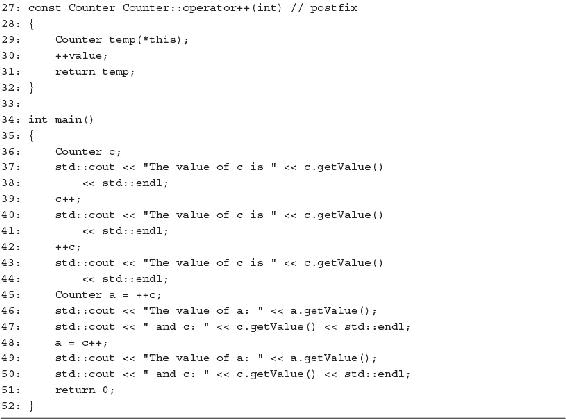 27: const Counter Counter::operator++(int) // postfix
28: {
29:     Counter temp(*this);
30:     ++value;
31:     return temp;
32: }
33:
34: int main()
35: {
36:     Counter c;
37:     std::cout << "The value of c is " << c.getValue()
38:         << std::endl;
39:     c++;
40:     std::cout << "The value of c is " << c.getValue()
41:         << std::endl;
42:     ++c;
43:     std::cout << "The value of c is " << c.getValue()
44:         << std::endl;
45:     Counter a = ++c;
46:     std::cout << "The value of a: " << a.getValue();
47:     std::cout << " and c: " << c.getValue() << std::endl;
48:     a = c++;
49:     std::cout << "The value of a: " << a.getValue();
50:     std::cout << " and c: " << c.getValue() << std::endl;
51:     return 0;
52: }